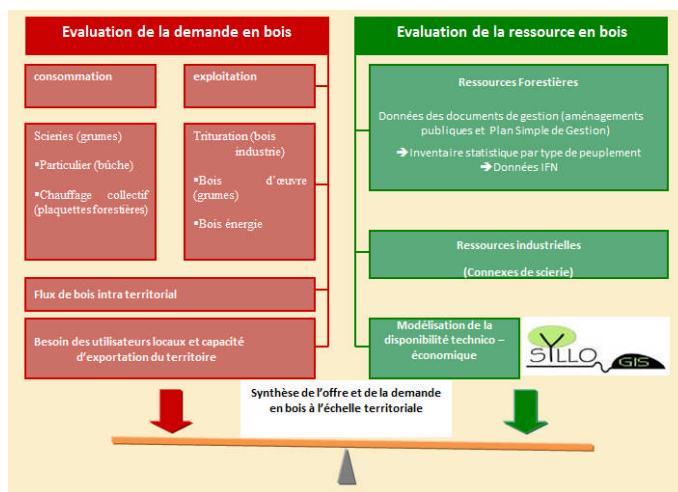 Evaluation de la demande en bois
consommation
exploitation
Scieries (grumes)
▪Particulier (bûche)
▪Chauffage collectif
(plaquettes forestières)
Trituration (bois
industrie)
▪Bois d'œuvre
(grumes)
▪Bois énergie
Flux de bois intra territorial
Besoin des utilisateurs locaux et capacité
d'exportation du territoire
Evaluation de la ressource en bois
Ressources Forestières
Données des documents de gestion (aménagements
publiques et Plan Simple de Gestion)
➔ Inventaire statistique par type de peuplement
➔ Données IFN
Ressources industrielles
(Connexes de scierie)
Modélisation de la
disponibilité technico –
économique
SYLLO GIS
Synthèse de l'offre et de la demande
en bois à l'échelle territoriale